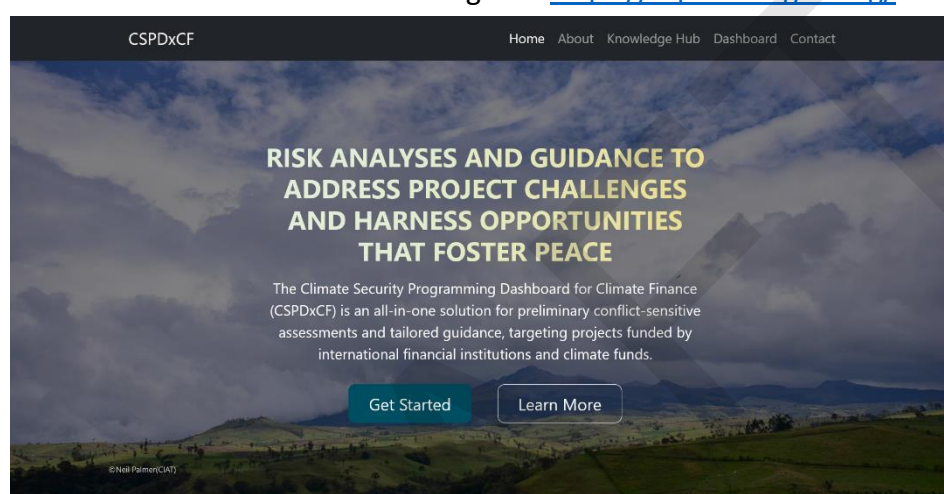 CSPDxCF
Home About Knowledge Hub Dashboard Contact
RISK ANALYSES AND GUIDANCE TO
ADDRESS PROJECT CHALLENGES
AND HARNESS OPPORTUNITIES
THAT FOSTER PEACE
The Climate Security Programming Dashboard for Climate Finance
(CSPDxCF) is an all-in-one solution for preliminary conflict-sensitive
assessments and tailored guidance, targeting projects funded by
international financial institutions and climate funds.
Get Started
Learn More
©Neil Palmer(CIAT)